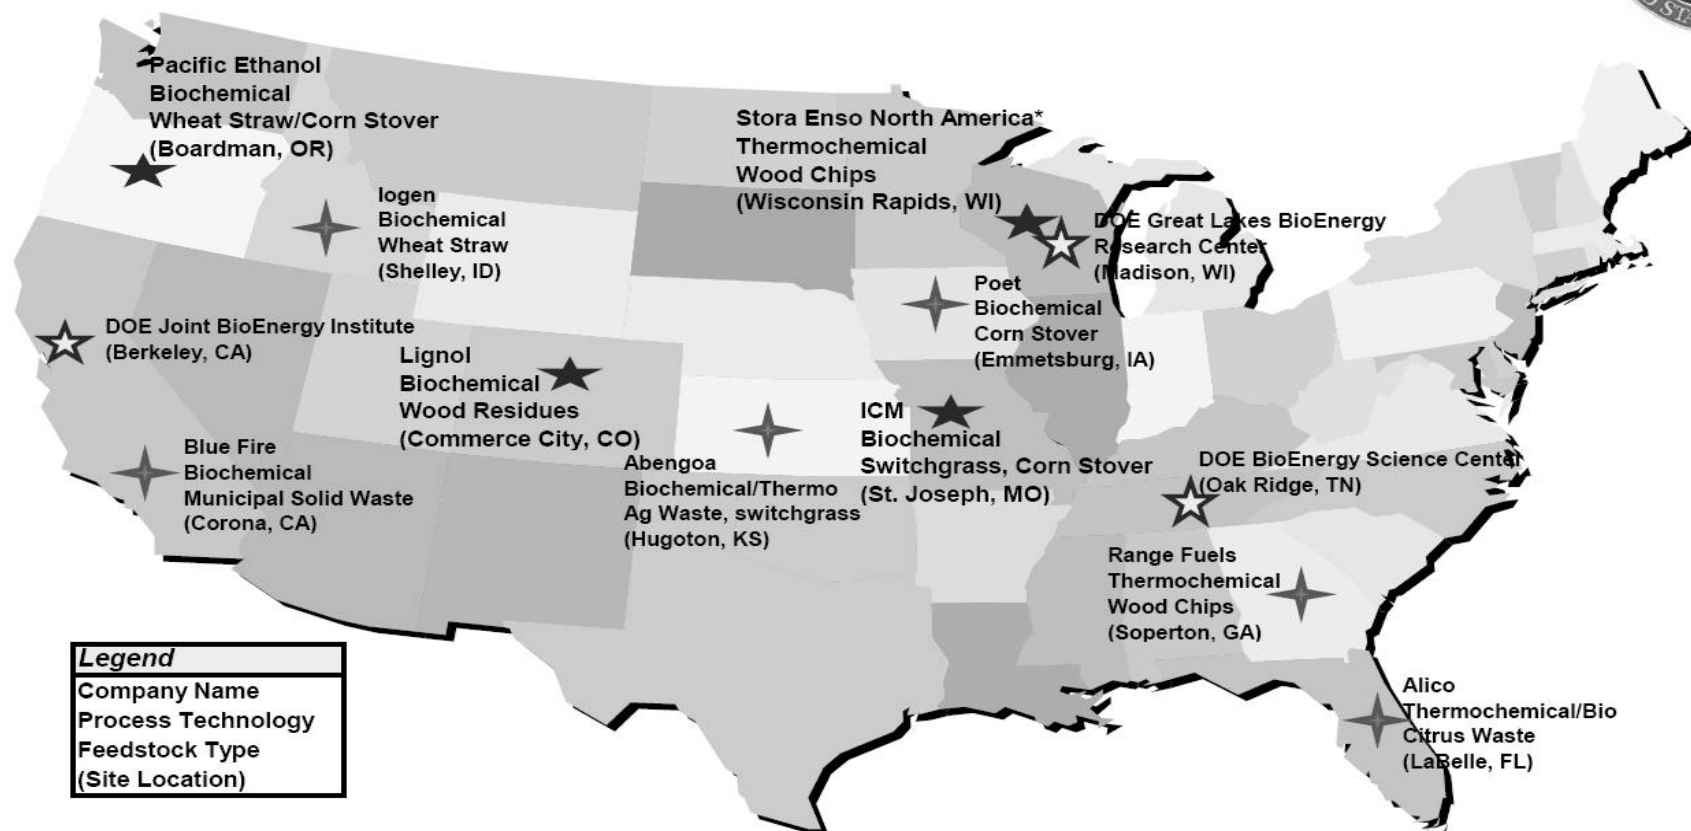 O STA
Pacific Ethanol
Biochemical
Wheat Straw/Corn Stover
(Boardman, OR)
Stora Enso North America*
Thermochemical
Wood Chips
(Wisconsin Rapids, WI)
Iogen
Biochemical
Wheat Straw
(Shelley, ID)
DOE Great Lakes BioEnergy
Research Center
(Madison, WI)
Poet
Biochemical
Corn Stover
(Emmetsburg, IA)
DOE Joint BioEnergy Institute
(Berkeley, CA)
Lignol
Biochemical
Wood Residues
(Commerce City, CO)
ICM
Biochemical
Switchgrass, Corn Stover
(St. Joseph, MO)
Blue Fire
Biochemical
Municipal Solid Waste
(Corona, CA)
Abengoa
Biochemical/Thermo
Ag Waste, switchgrass
(Hugoton, KS)
DOE BioEnergy Science Center
(Oak Ridge, TN)
Range Fuels
Thermochemical
Wood Chips
(Soperton, GA)
Alico
Thermochemical/Bio
Citrus Waste
(LaBelle, FL)
Legend
Company Name
Process Technology
Feedstock Type
(Site Location)